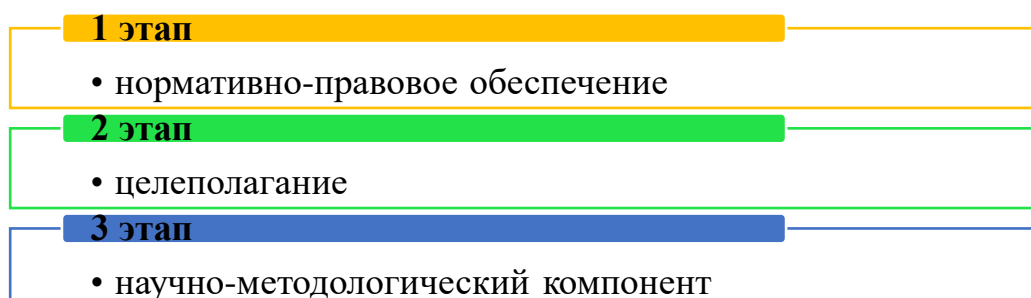 1 этап
• нормативно-правовое обеспечение
2 этап
• целеполагание
3 этап
• научно-методологический компонент